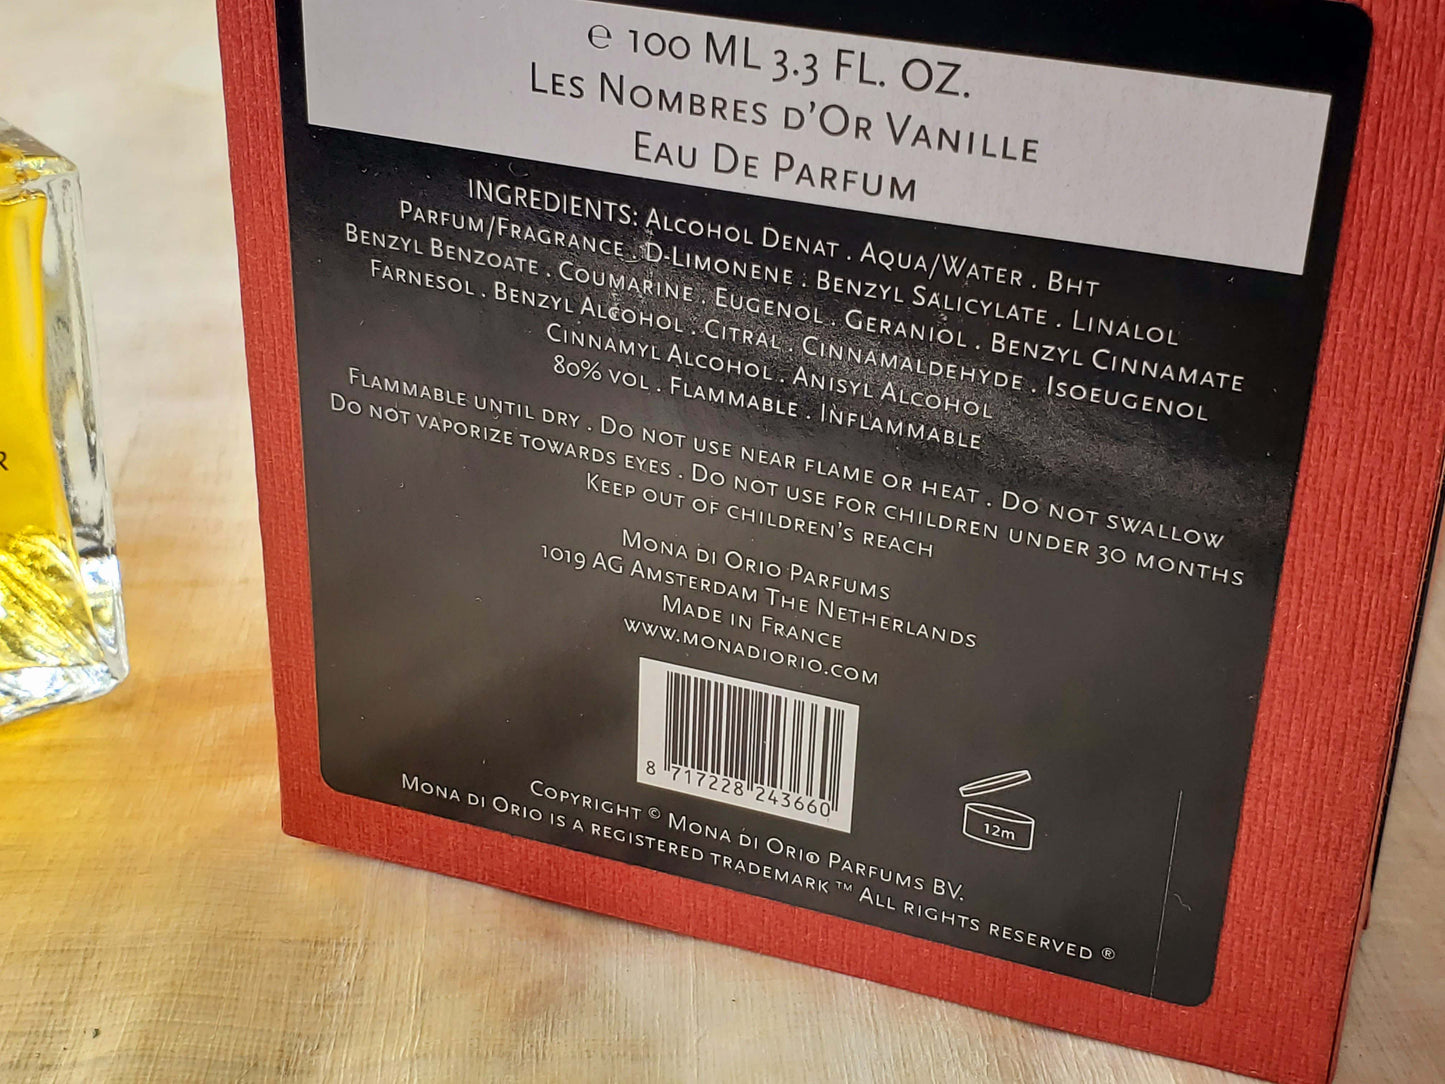 ℮ 100 ML 3.3 FL. OZ.
Les Nombres d'Or Vanille
Eau De Parfum
INGREDIENTS: Alcohol Denat . Aqua/Water . Bht
Parfum/Fragrance . D-Limonene . Benzyl Salicylate . Linalol
Benzyl Benzoate . Coumarine . Eugenol . Geraniol . Benzyl Cinnamate
Farnesol . Benzyl Alcohol . Citral . Cinnamaldehyde . Isoeugenol
Cinnamyl Alcohol . Anisyl Alcohol
80% vol . Flammable . Inflammable
Flammable until dry . Do not use near flame or heat . Do not swallow
Do not vaporize towards eyes . Do not use for children under 30 months
Keep out of children's reach
Mona di Orio Parfums
1019 AG Amsterdam The Netherlands
Made in France
www.monadiorio.com
8 717228 243660
12m
Copyright © Mona di Orio Parfums BV.
Mona di Orio is a registered trademark ™ All rights reserved ®
R